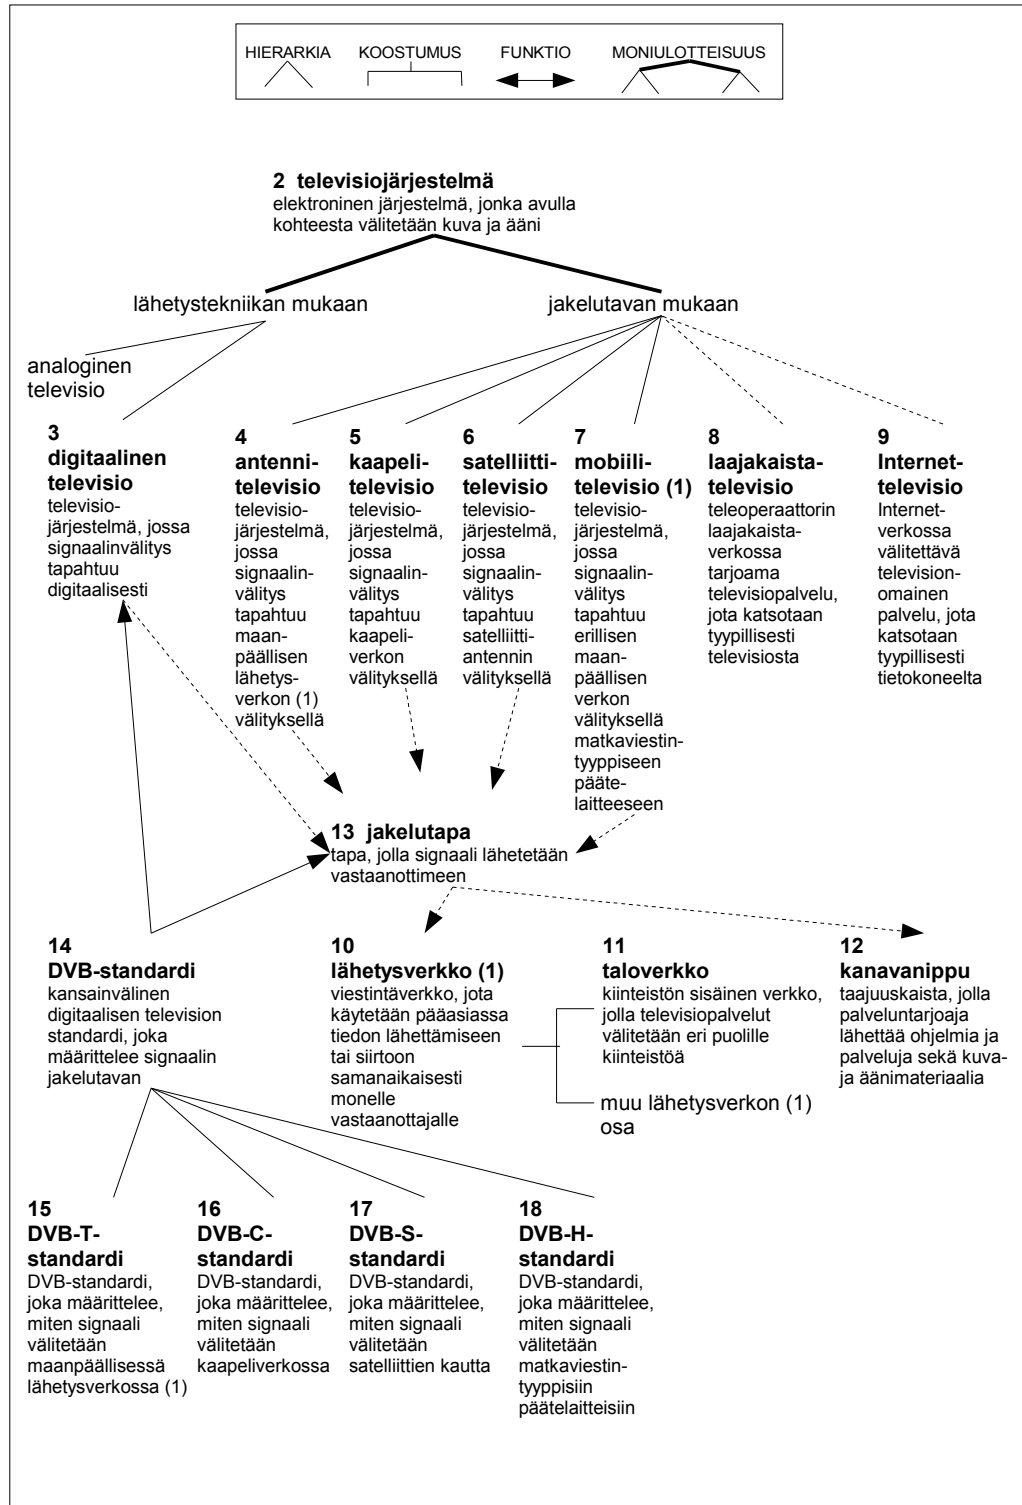 HIERARKIA KOOSTUMUS FUNKTIO MONIULOTTEISUUS
2 televisiojärjestelmä
elektroninen järjestelmä, jonka avulla
kohteesta välitetään kuva ja ääni
lähetystekniikan mukaan
jakelutavan mukaan
analoginen
televisio
3
digitaalinen
televisio
televisio-
järjestelmä, jossa
signaalinvälitys
tapahtuu
digitaalisesti
4
antenni-
televisio
televisio-
järjestelmä,
jossa
signaalin-
välitys
tapahtuu
maan-
päällisen
lähetys-
verkon (1)
välityksellä
5
kaapeli-
televisio
televisio-
järjestelmä,
jossa
signaalin-
välitys
tapahtuu
kaapeli-
verkon
välityksellä
6
satelliitti-
televisio
televisio-
järjestelmä,
jossa
signaalin-
välitys
tapahtuu
satelliitti-
antennin
välityksellä
7
mobiili-
televisio (1)
televisio-
järjestelmä,
jossa
signaalin-
välitys
tapahtuu
erillisen
maan-
päällisen
verkon
välityksellä
matkaviestin-
tyyppiseen
pääte-
laitteeseen
8
laajakaista-
televisio
teleoperaattorin
laajakaista-
verkossa
tarjoama
televisiopalvelu,
jota katsotaan
tyypillisesti
televisiosta
9
Internet-
televisio
Internet-
verkossa
välitettävä
television-
omainen
palvelu, jota
katsotaan
tyypillisesti
tietokoneelta
13 jakelutapa
tapa, jolla signaali lähetetään
vastaanottimeen
14
DVB-standardi
kansainvälinen
digitaalisen television
standardi, joka
määrittelee signaalin
jakelutavan
10
lähetysverkko (1)
viestintäverkko, jota
käytetään pääasiassa
tiedon lähettämiseen
tai siirtoon
samanaikaisesti
monelle
vastaanottajalle
11
taloverkko
kiinteistön sisäinen verkko,
jolla televisiopalvelut
välitetään eri puolille
kiinteistöä
muu lähetysverkon (1)
osa
12
kanavanippu
taajuuskaista, jolla
palveluntarjoaja
lähettää ohjelmia ja
palveluja sekä kuva-
ja äänimateriaalia
15
DVB-T-
standardi
DVB-standardi,
joka määrittelee,
miten signaali
välitetään
maanpäällisessä
lähetysverkossa (1)
16
DVB-C-
standardi
DVB-standardi,
joka määrittelee,
miten signaali
välitetään
kaapeliverkossa
17
DVB-S-
standardi
DVB-standardi,
joka määrittelee,
miten signaali
välitetään
satelliittien kautta
18
DVB-H-
standardi
DVB-standardi,
joka määrittelee,
miten signaali
välitetään
matkaviestin-
tyyppisiin
päätelaitteisiin